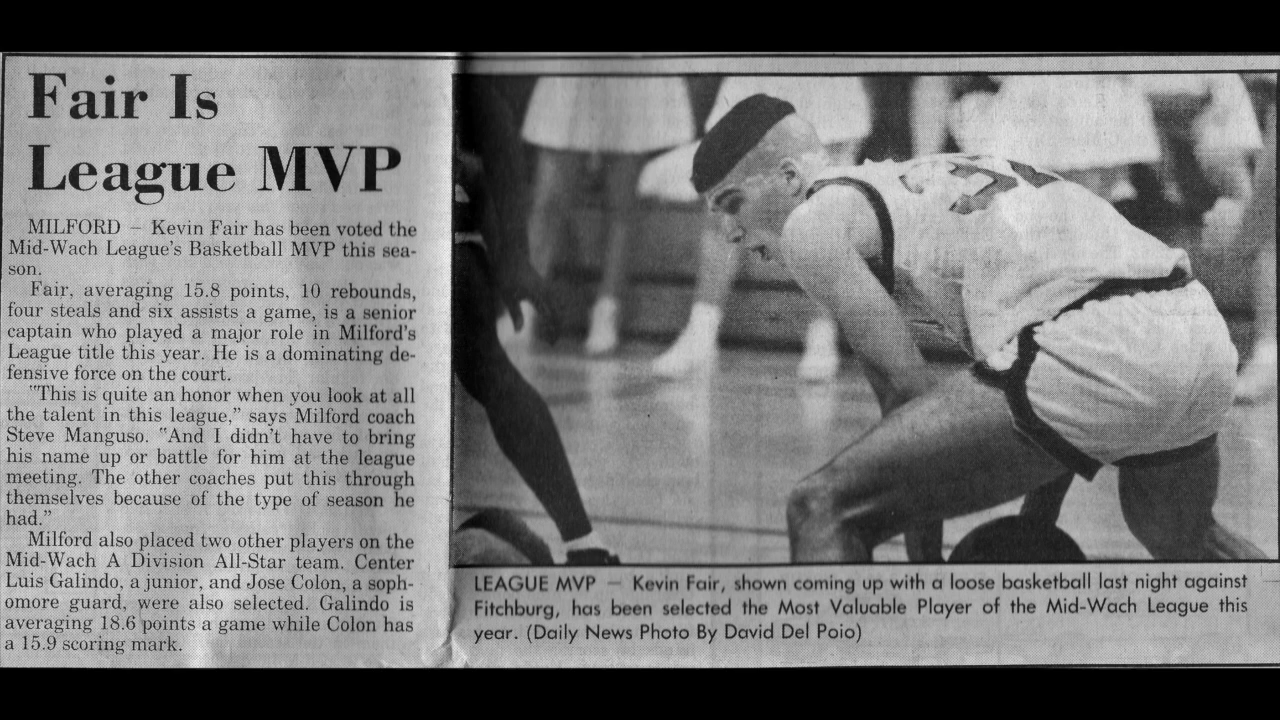 Fair Is
League MVP
MILFORD — Kevin Fair has been voted the
Mid-Wach League's Basketball MVP this sea-
son.
Fair, averaging 15.8 points, 10 rebounds,
four steals and six assists a game, is a senior
captain who played a major role in Milford's
League title this year. He is a dominating de-
fensive force on the court.
"This is quite an honor when you look at all
the talent in this league," says Milford coach
Steve Manguso. "And I didn't have to bring
his name up or battle for him at the league
meeting. The other coaches put this through
themselves because of the type of season he
had."
Milford also placed two other players on the
Mid-Wach A Division All-Star team. Center
Luis Galindo, a junior, and Jose Colon, a soph-
omore guard, were also selected. Galindo is
averaging 18.6 points a game while Colon has
a 15.9 scoring mark.
LEAGUE MVP — Kevin Fair, shown coming up with a loose basketball last night against
Fitchburg, has been selected the Most Valuable Player of the Mid-Wach League this
year. (Daily News Photo By David Del Poio)